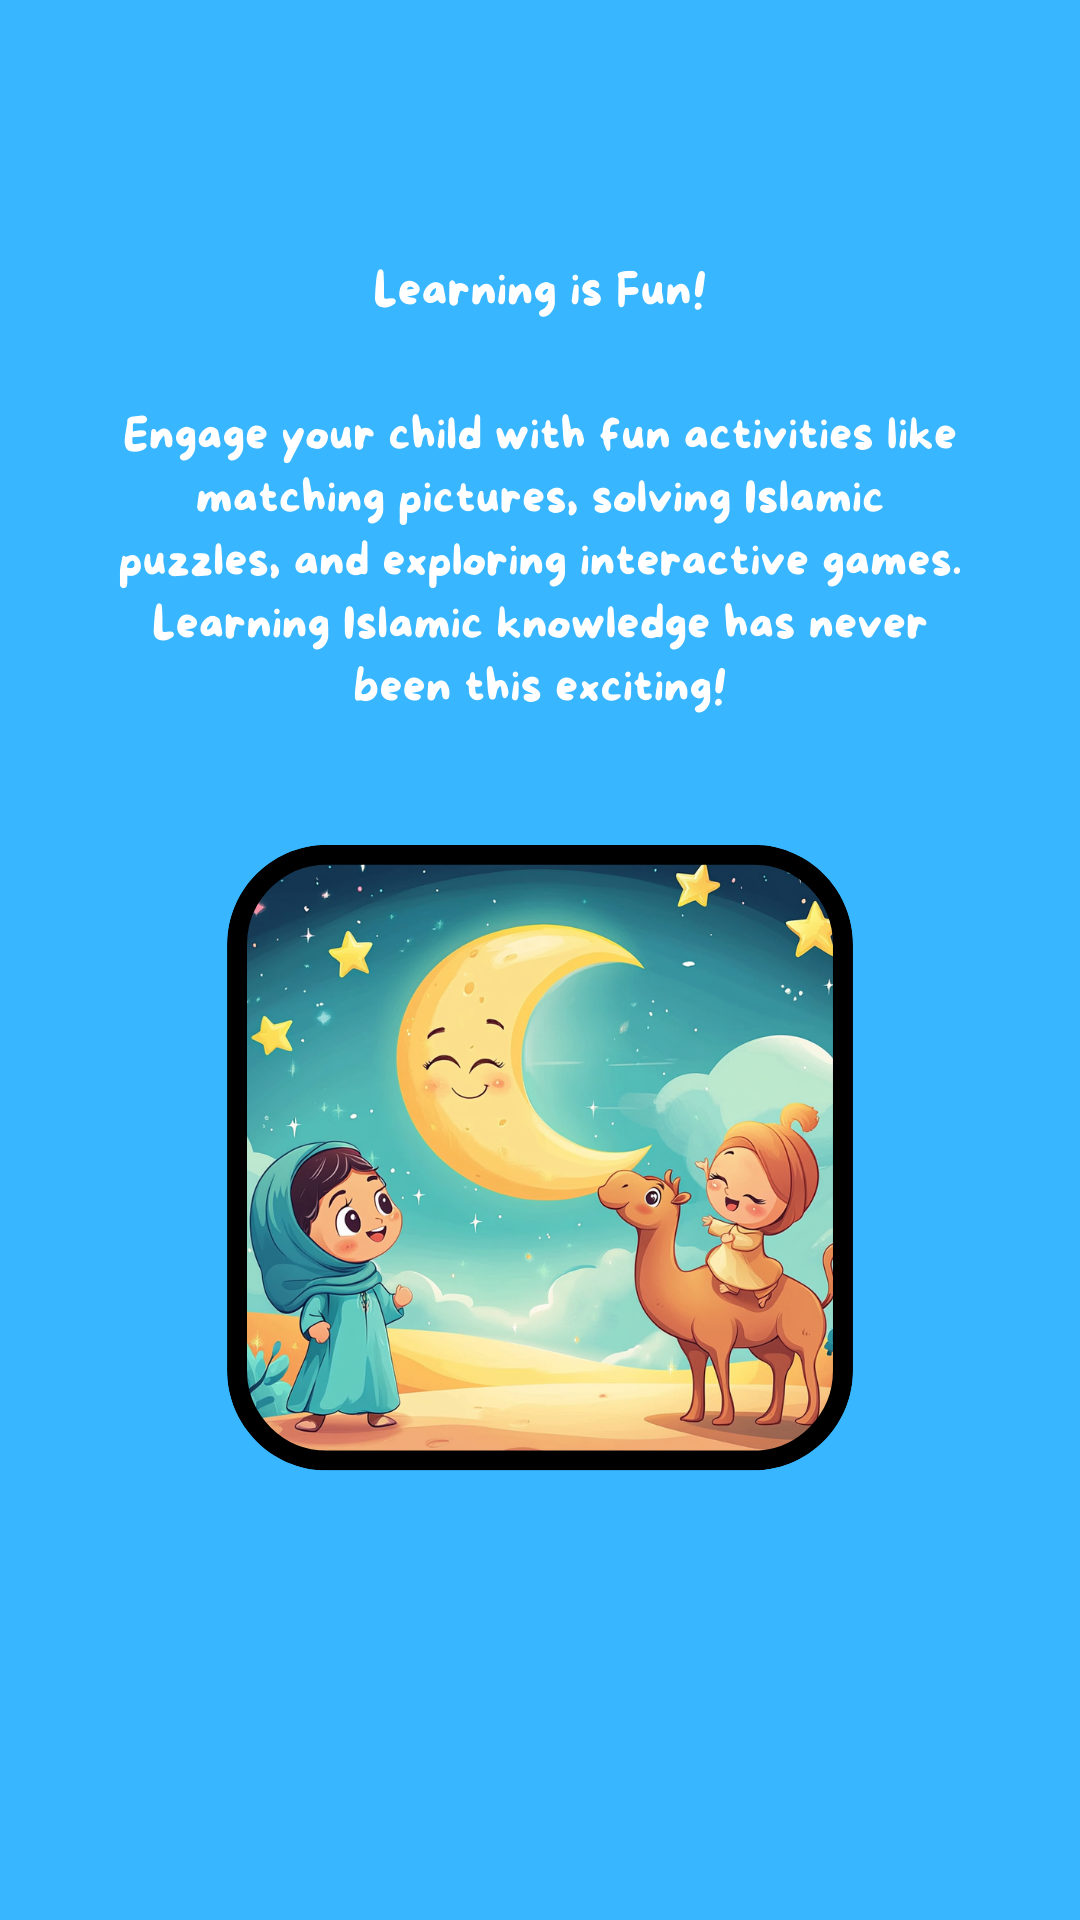 Learning is Fun!
Engage your child with fun activities like
matching pictures, solving Islamic
puzzles, and exploring interactive games.
Learning Islamic knowledge has never
been this exciting!